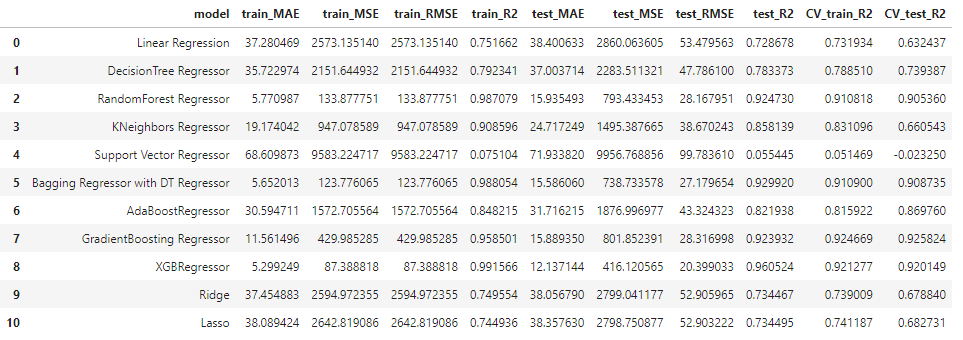 model train_MAE train_MSE train_RMSE train_R2 test_MAE test_MSE test_RMSE test_R2 CV_train_R2 CV_test_R2
0 Linear Regression 37.280469 2573.135140 2573.135140 0.751662 38.400633 2860.063605 53.479563 0.728678 0.731934 0.632437
1 DecisionTree Regressor 35.722974 2151.644932 2151.644932 0.792341 37.003714 2283.511321 47.786100 0.783373 0.788510 0.739387
2 RandomForest Regressor 5.770987 133.877751 133.877751 0.987079 15.935493 793.433453 28.167951 0.924730 0.910818 0.905360
3 KNeighbors Regressor 19.174042 947.078589 947.078589 0.908596 24.717249 1495.387665 38.670243 0.858139 0.831096 0.660543
4 Support Vector Regressor 68.609873 9583.224717 9583.224717 0.075104 71.933820 9956.768856 99.783610 0.055445 0.051469 -0.023250
5 Bagging Regressor with DT Regressor 5.652013 123.776065 123.776065 0.988054 15.586060 738.733578 27.179654 0.929920 0.910900 0.908735
6 AdaBoostRegressor 30.594711 1572.705564 1572.705564 0.848215 31.716215 1876.996977 43.324323 0.821938 0.815922 0.869760
7 GradientBoosting Regressor 11.561496 429.985285 429.985285 0.958501 15.889350 801.852391 28.316998 0.923932 0.924669 0.925824
8 XGBRegressor 5.299249 87.388818 87.388818 0.991566 12.137144 416.120565 20.399033 0.960524 0.921277 0.920149
9 Ridge 37.454883 2594.972355 2594.972355 0.749554 38.056790 2799.041177 52.905965 0.734467 0.739009 0.678840
10 Lasso 38.089424 2642.819086 2642.819086 0.744936 38.357630 2798.750877 52.903222 0.734495 0.741187 0.682731